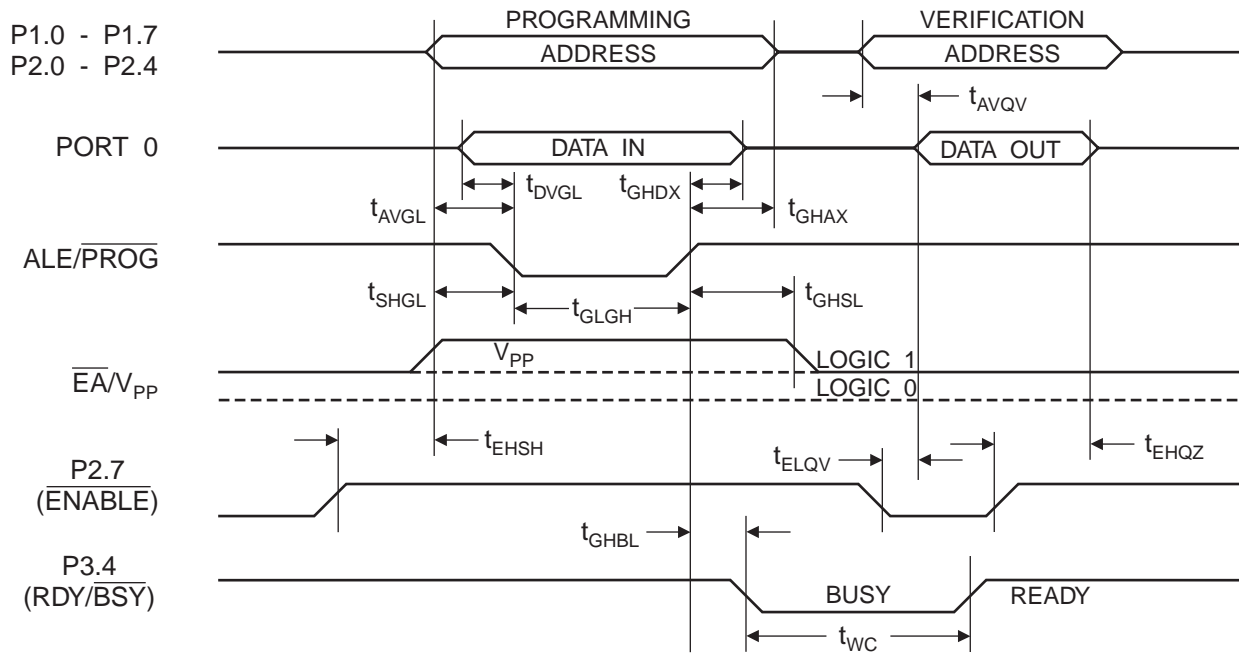 PROGRAMMING VERIFICATION
P1.0 - P1.7
P2.0 - P2.4
ADDRESS ADDRESS
tAVQV
PORT 0
DATA IN DATA OUT
tDVGL tGHDX
tAVGL tGHAX
ALE/PROG
tSHGL tGLGH tGHSL
VPP LOGIC 1
EA/VPP
LOGIC 0
tEHSH tELQV tEHQZ
P2.7
(ENABLE)
tGHBL
P3.4
(RDY/BSY)
BUSY READY
tWC